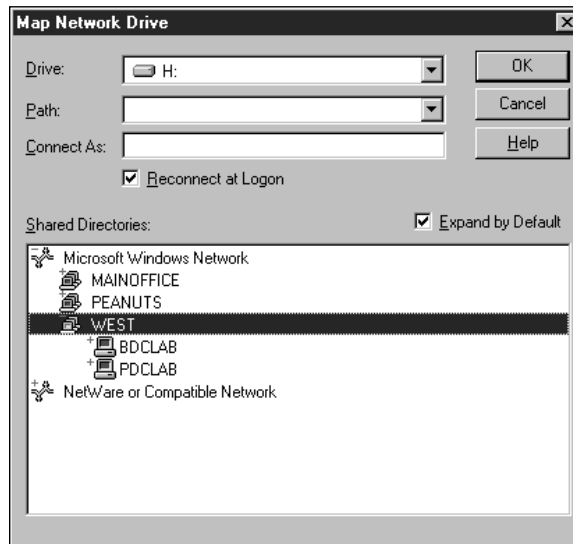 Map Network Drive
Drive: H: OK
Path: Cancel
Connect As: Help
Reconnect at Logon
Shared Directories: Expand by Default
Microsoft Windows Network
MAINOFFICE
PEANUTS
WEST
BDCLAB
PDCLAB
NetWare or Compatible Network